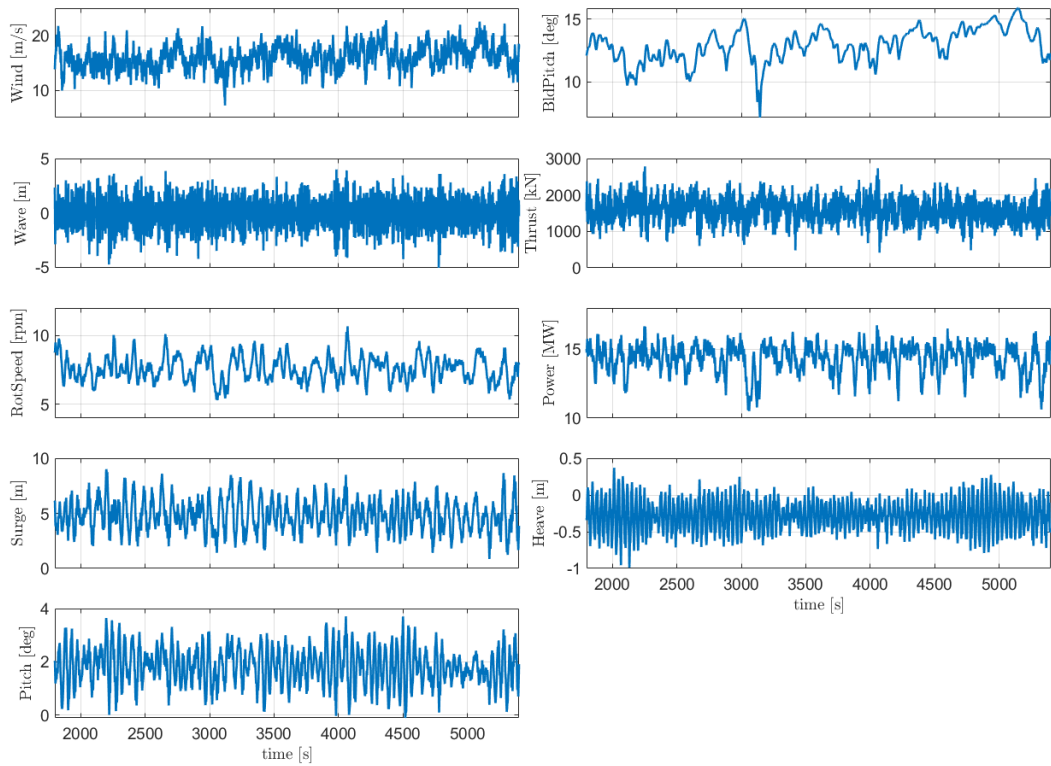 Wind [m/s]
20
10
BldPitch [deg]
15
10
Wave [m]
5
0
-5
Thrust [kN]
3000
2000
1000
0
RotSpeed [rpm]
10
5
Power [MW]
15
10
Surge [m]
10
5
0
Heave [m]
0.5
0
-0.5
-1
2000 2500 3000 3500 4000 4500 5000
time [s]
Pitch [deg]
4
2
0
2000 2500 3000 3500 4000 4500 5000
time [s]